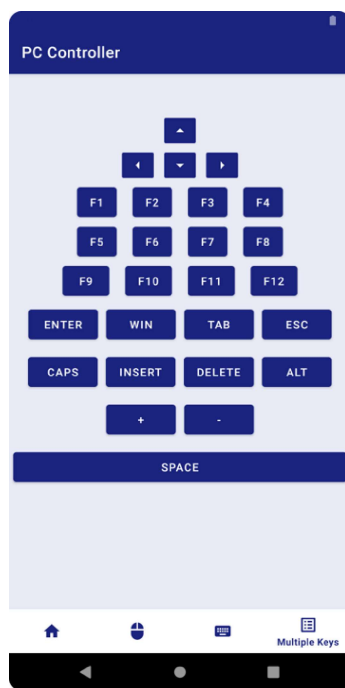 PC Controller
F1 F2 F3 F4
F5 F6 F7 F8
F9 F10 F11 F12
ENTER WIN TAB ESC
CAPS INSERT DELETE ALT
+ -
SPACE
Multiple Keys